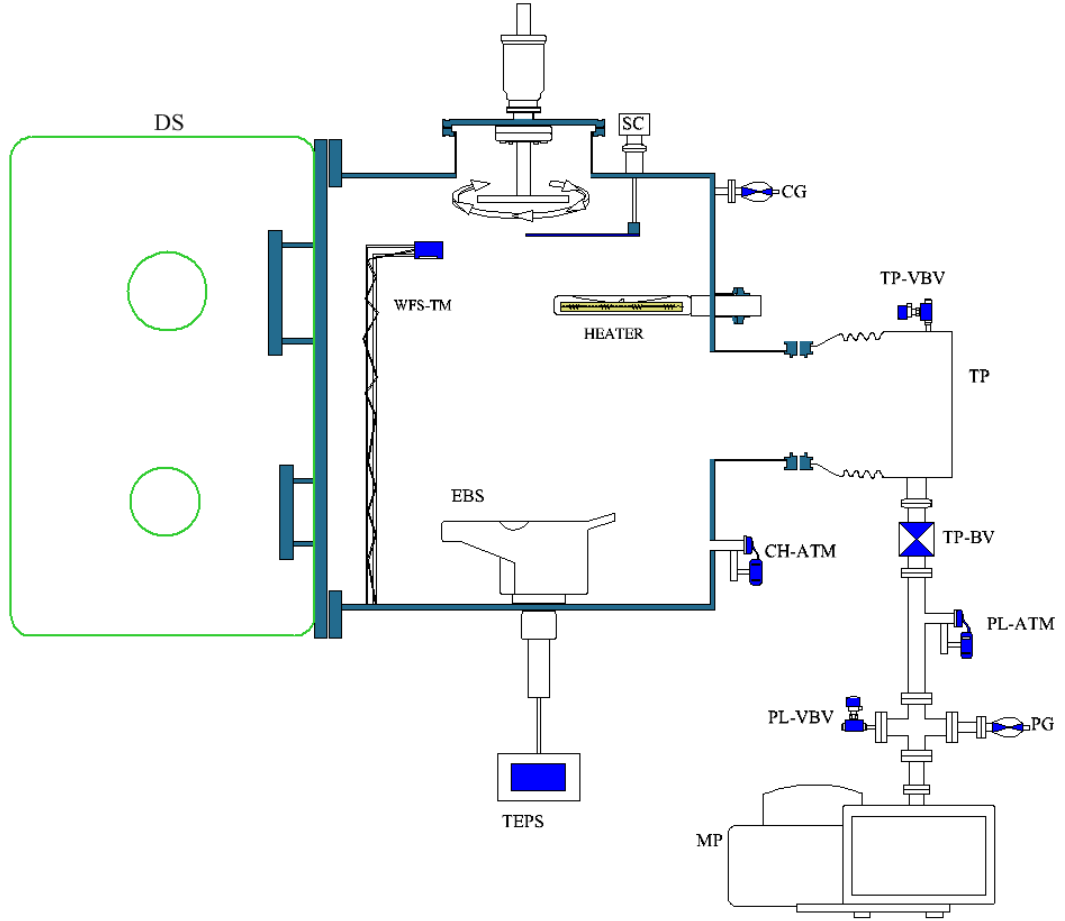 DS
SC
CG
TP-VBV
WFS-TM
HEATER
TP
EBS
TP-BV
CH-ATM
PL-ATM
PL-VBV
PG
TEPS
MP